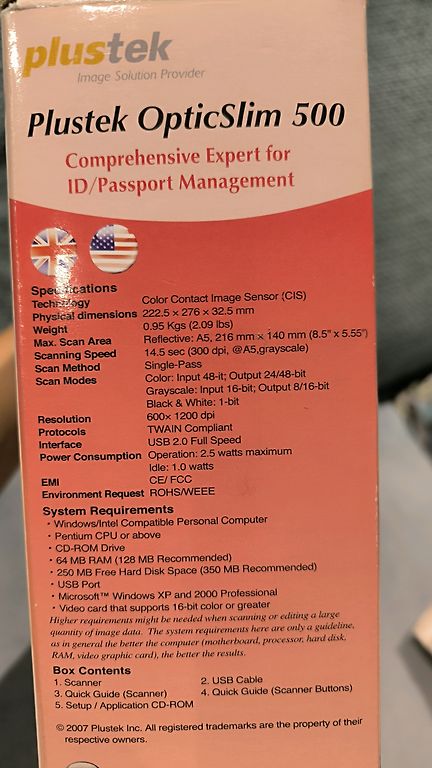 plustek
Image Solution Provider
Plustek OpticSlim 500
Comprehensive Expert for
ID/Passport Management
Specifications
Technology Color Contact Image Sensor (CIS)
Physical dimensions 222.5 × 276 × 32.5 mm
Weight 0.95 Kgs (2.09 lbs)
Max. Scan Area Reflective: A5, 216 mm × 140 mm (8.5" x 5.55")
Scanning Speed 14.5 sec (300 dpi, @A5,grayscale)
Scan Method Single-Pass
Scan Modes Color: Input 48-it; Output 24/48-bit
Grayscale: Input 16-bit; Output 8/16-bit
Black & White: 1-bit
Resolution 600× 1200 dpi
Protocols TWAIN Compliant
Interface USB 2.0 Full Speed
Power Consumption Operation: 2.5 watts maximum
Idle: 1.0 watts
EMI CE/ FCC
Environment Request ROHS/WEEE
System Requirements
• Windows/Intel Compatible Personal Computer
• Pentium CPU or above
• CD-ROM Drive
• 64 MB RAM (128 MB Recommended)
• 250 MB Free Hard Disk Space (350 MB Recommended)
• USB Port
• Microsoft™ Windows XP and 2000 Professional
• Video card that supports 16-bit color or greater
Higher requirements might be needed when scanning or editing a large
quantity of image data. The system requirements here are only a guideline,
as in general the better the computer (motherboard, processor, hard disk,
RAM, video graphic card), the better the results.
Box Contents
1. Scanner 2. USB Cable
3. Quick Guide (Scanner) 4. Quick Guide (Scanner Buttons)
5. Setup / Application CD-ROM
© 2007 Plustek Inc. All registered trademarks are the property of their
respective owners.